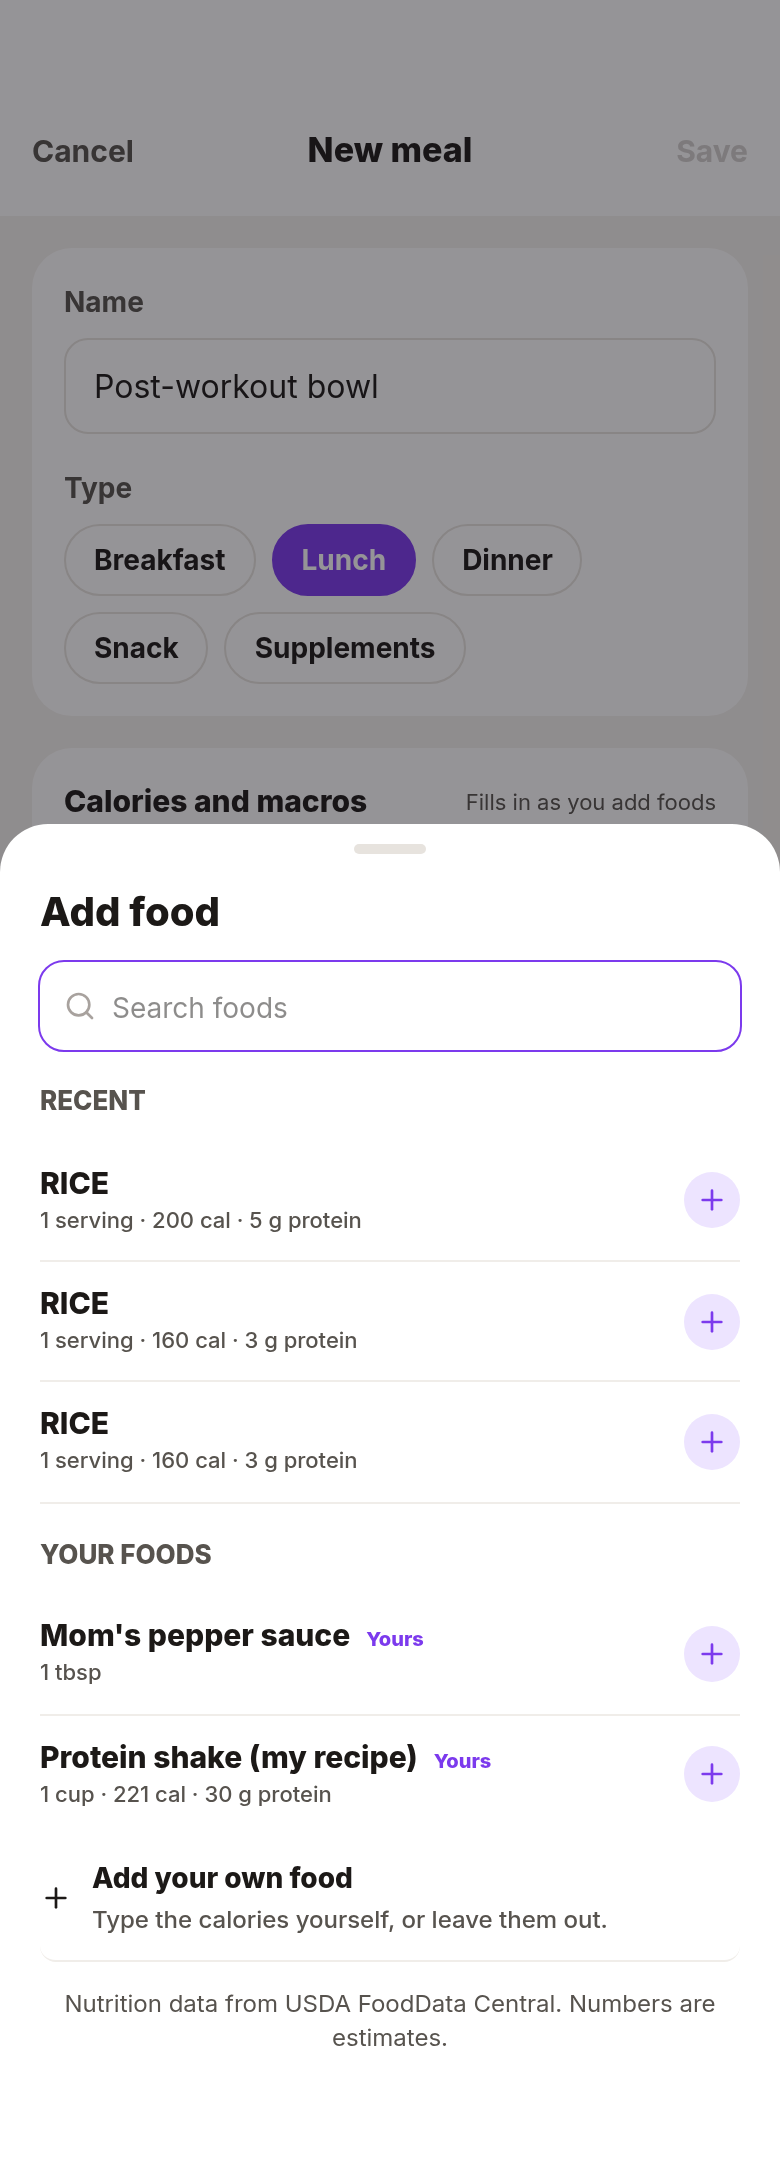 Cancel
New meal
Save
Name
Post-workout bowl
Type
Breakfast
Lunch
Dinner
Snack
Supplements
Calories and macros
Fills in as you add foods
Add food
Search foods
RECENT
RICE
1 serving · 200 cal · 5 g protein
RICE
1 serving · 160 cal · 3 g protein
RICE
1 serving · 160 cal · 3 g protein
YOUR FOODS
Mom's pepper sauce Yours
1 tbsp
Protein shake (my recipe) Yours
1 cup · 221 cal · 30 g protein
Add your own food
Type the calories yourself, or leave them out.
Nutrition data from USDA FoodData Central. Numbers are
estimates.